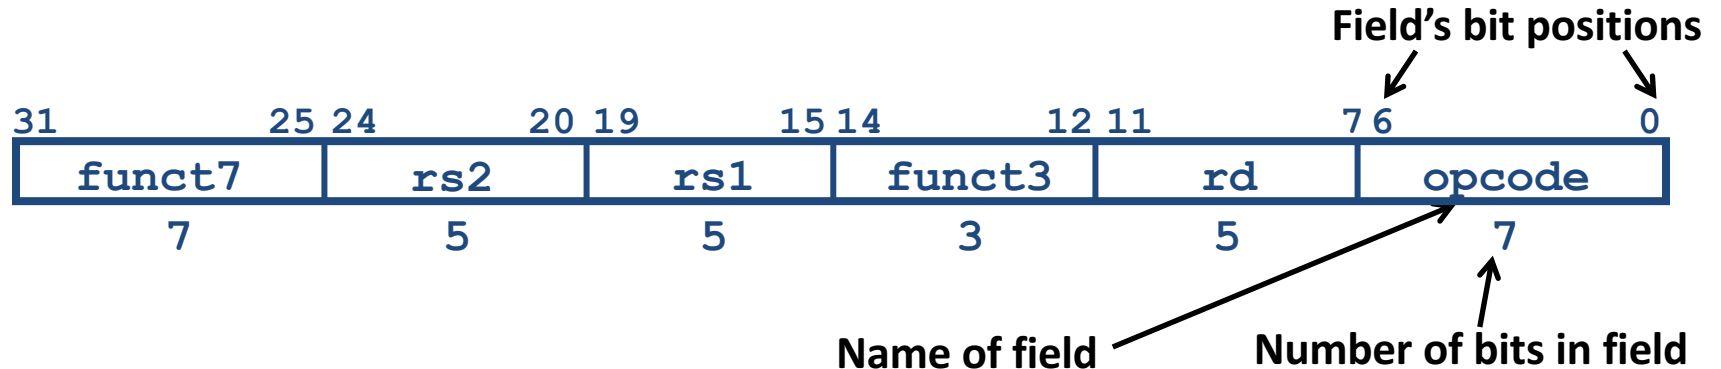 Field's bit positions
31 25 24 20 19 15 14 12 11 7 6 0
funct7 rs2 rs1 funct3 rd opcode
7 5 5 3 5 7
Name of field
Number of bits in field